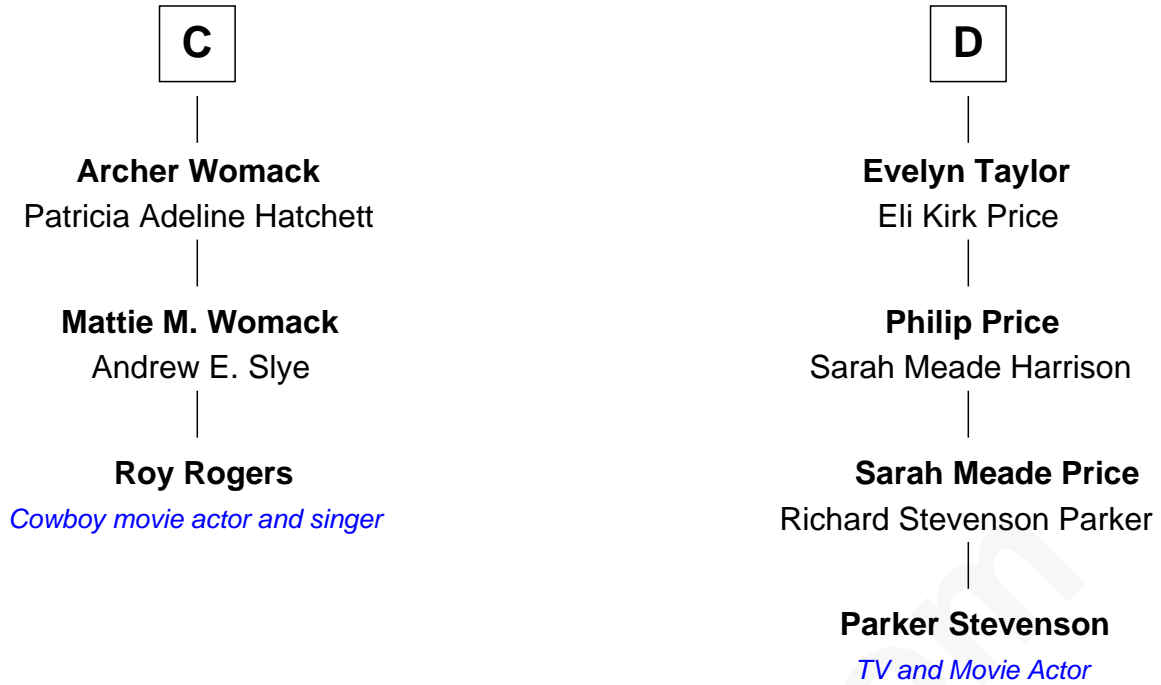 C
Archer Womack
Patricia Adeline Hatchett
Mattie M. Womack
Andrew E. Slye
Roy Rogers
Cowboy movie actor and singer
D
Evelyn Taylor
Eli Kirk Price
Philip Price
Sarah Meade Harrison
Sarah Meade Price
Richard Stevenson Parker
Parker Stevenson
TV and Movie Actor